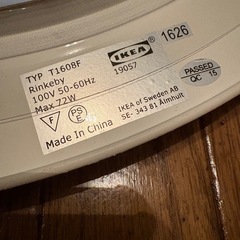 TYP T1608F
Rinkeby
100V 50-60Hz
Max 72W
F
PS
E
Made In China
IKEA
19057
IKEA of Sweden AB
SE- 343 81 Älmhult
1626
PASSED
QC 15